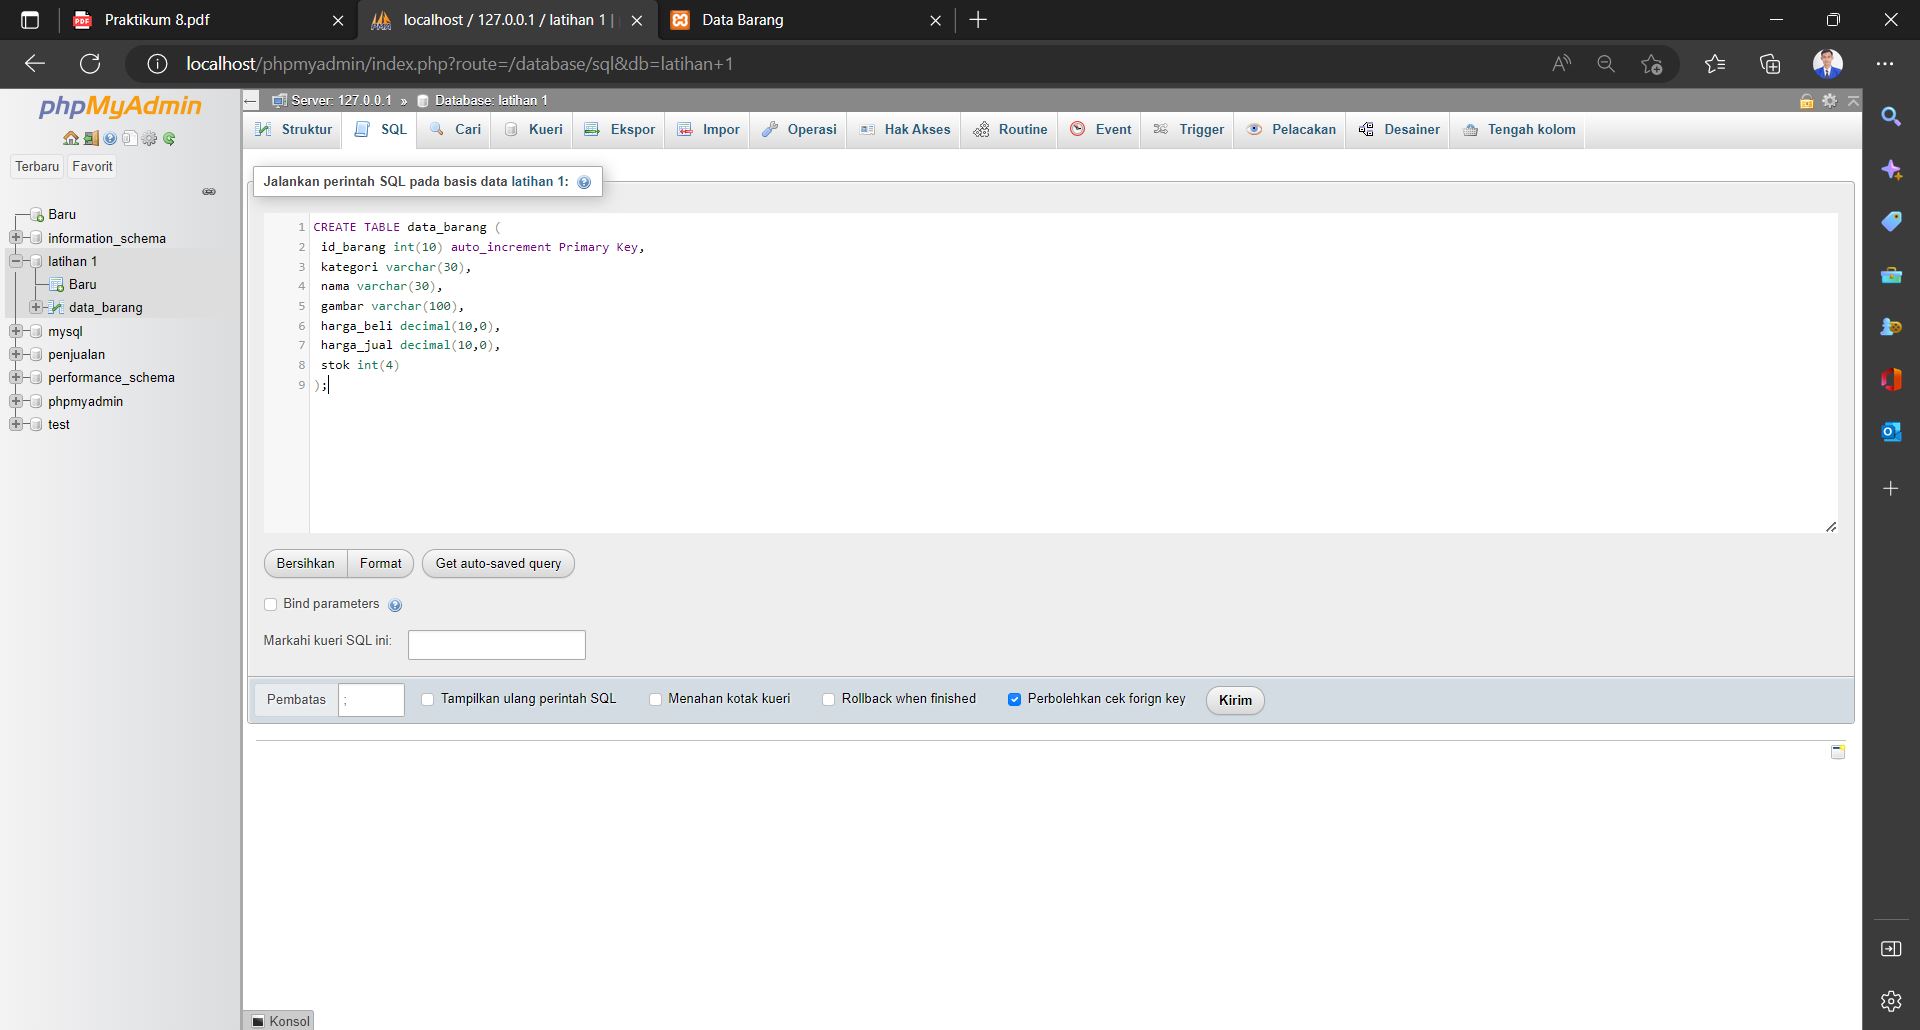 Praktikum 8.pdf
localhost / 127.0.0.1 / latihan 1 |
Data Barang
localhost/phpmyadmin/index.php?route=/database/sql&db=latihan+1
phpMyAdmin
Terbaru
Favorit
Baru
information_schema
latihan 1
Baru
data_barang
mysql
penjualan
performance_schema
phpmyadmin
test
Server: 127.0.0.1 » Database: latihan 1
Struktur
SQL
Cari
Kueri
Ekspor
Impor
Operasi
Hak Akses
Routine
Event
Trigger
Pelacakan
Desainer
Tengah kolom
Jalankan perintah SQL pada basis data latihan 1:
1 CREATE TABLE data_barang (
2 id_barang int(10) auto_increment Primary Key,
3 kategori varchar(30),
4 nama varchar(30),
5 gambar varchar(100),
6 harga_beli decimal(10,0),
7 harga_jual decimal(10,0),
8 stok int(4)
9 );
Bersihkan
Format
Get auto-saved query
Bind parameters
Markahi kueri SQL ini:
Pembatas
;
Tampilkan ulang perintah SQL
Menahan kotak kueri
Rollback when finished
Perbolehkan cek forign key
Kirim
Konsol